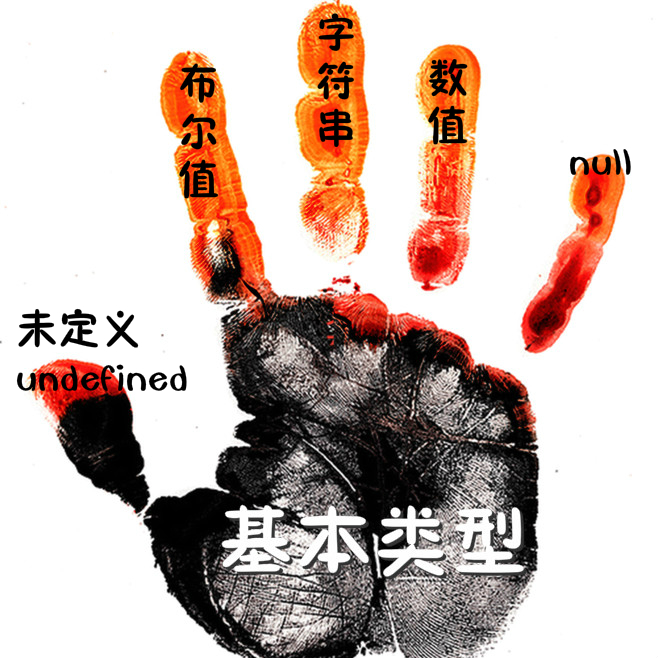 字符串
数值
布尔值
null
未定义
undefined
基本类型